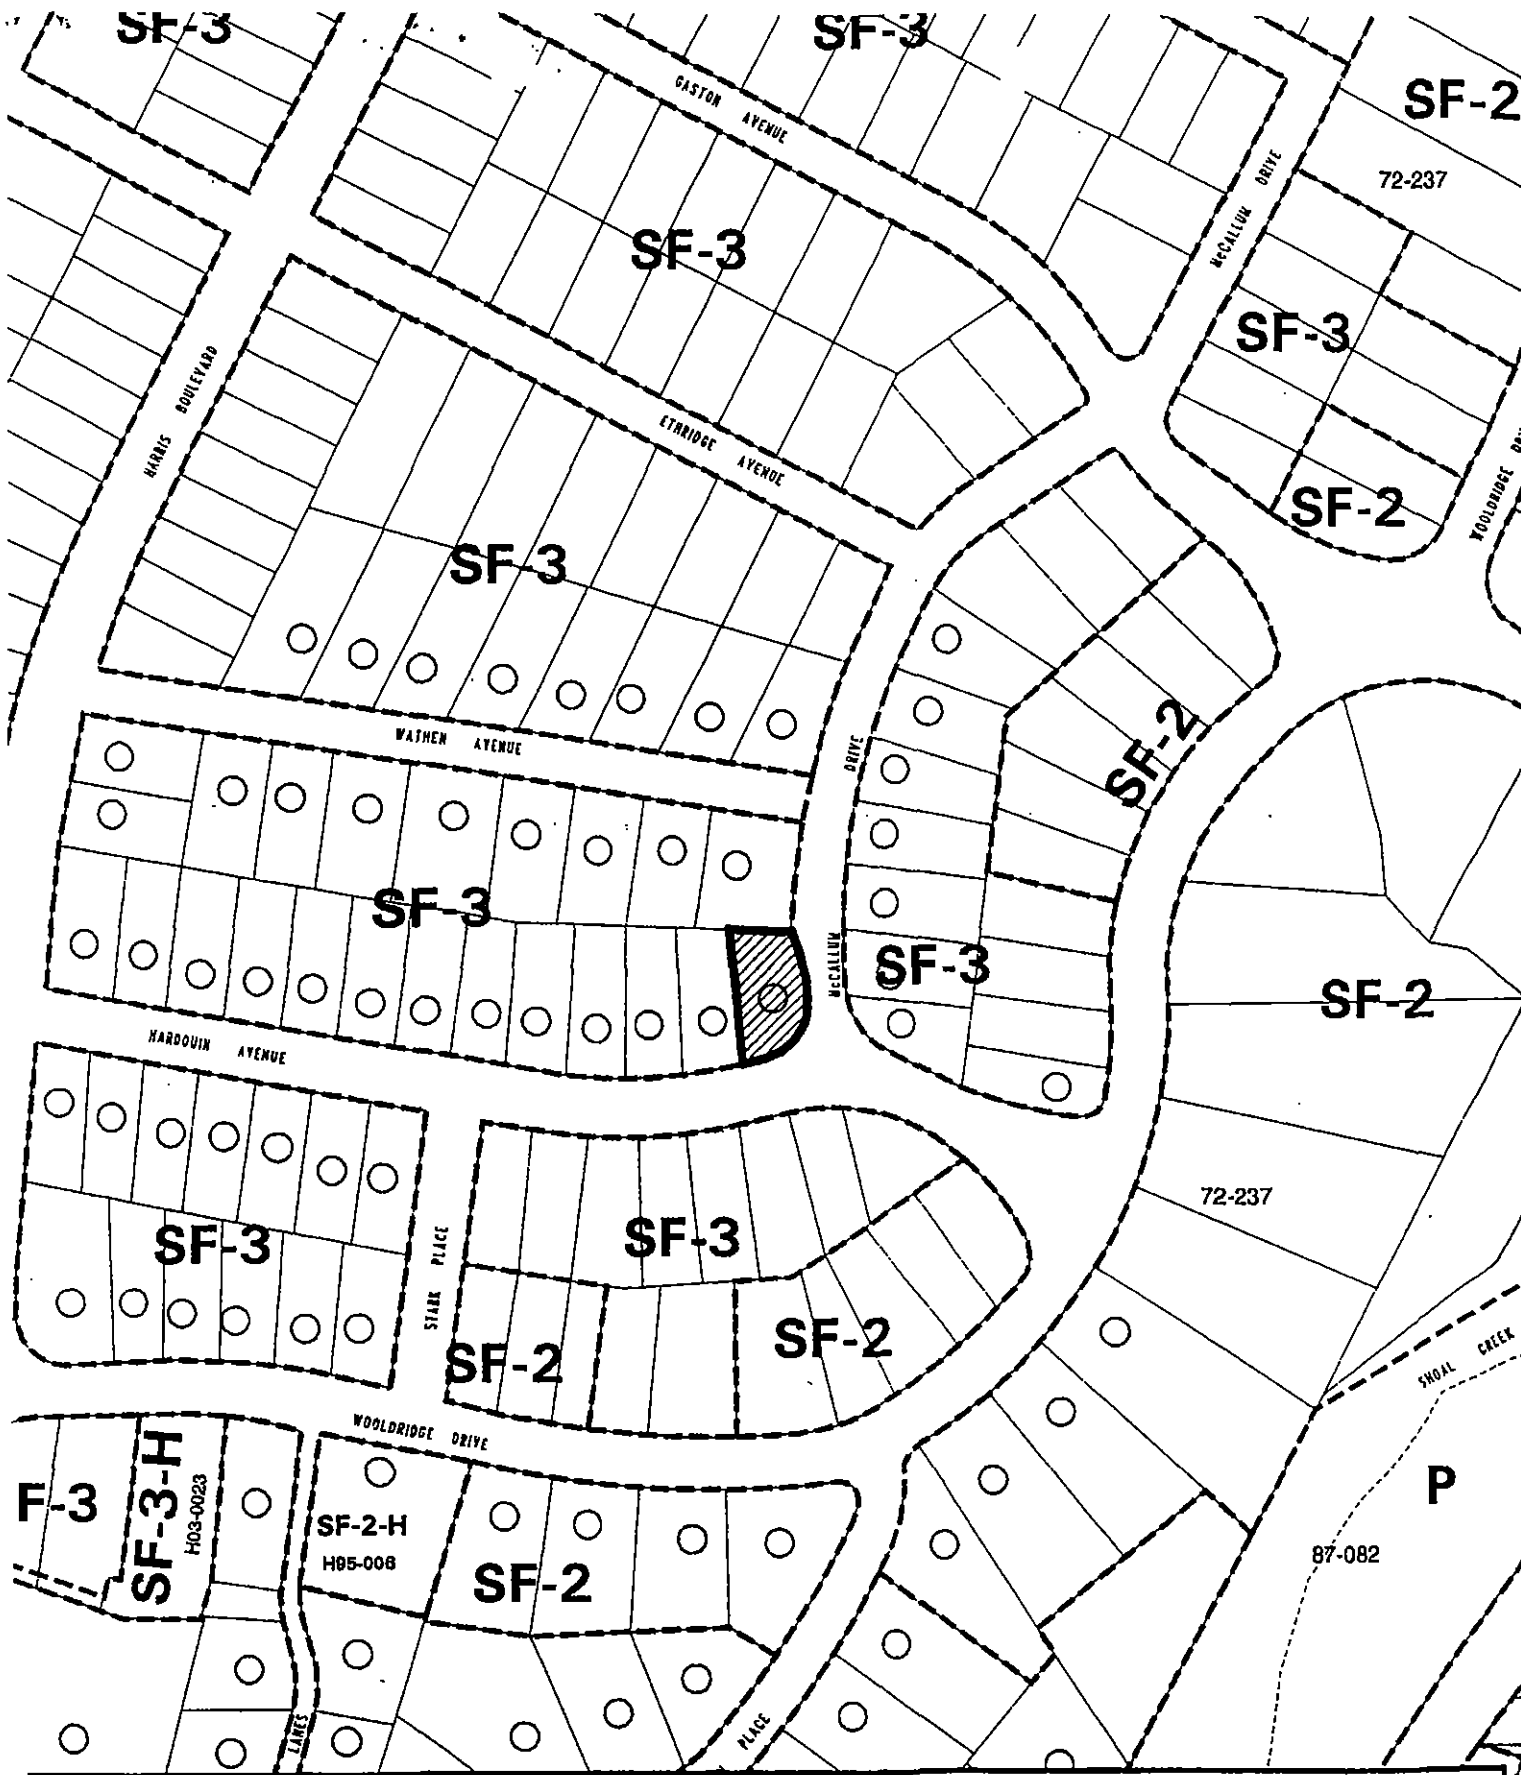 SF-3
SF-3
GASTON AVENUE
SF-2
72-237
McCALLUM DRIVE
SF-3
SF-3
HARRIS BOULEVARD
ETHRIDGE AVENUE
SF-2
WOOLDRIDGE
SF-3
SF-2
WATHEN AVENUE
McCALLUM DRIVE
SF-3
SF-3
SF-2
HARDOUIN AVENUE
72-237
SF-3
SF-3
STARK PLACE
SF-2
SF-2
SHOAL CREEK
WOOLDRIDGE DRIVE
F-3
SF-3-H
H03-0023
SF-2-H
H95-006
SF-2
P
87-082
LANES
PLACE